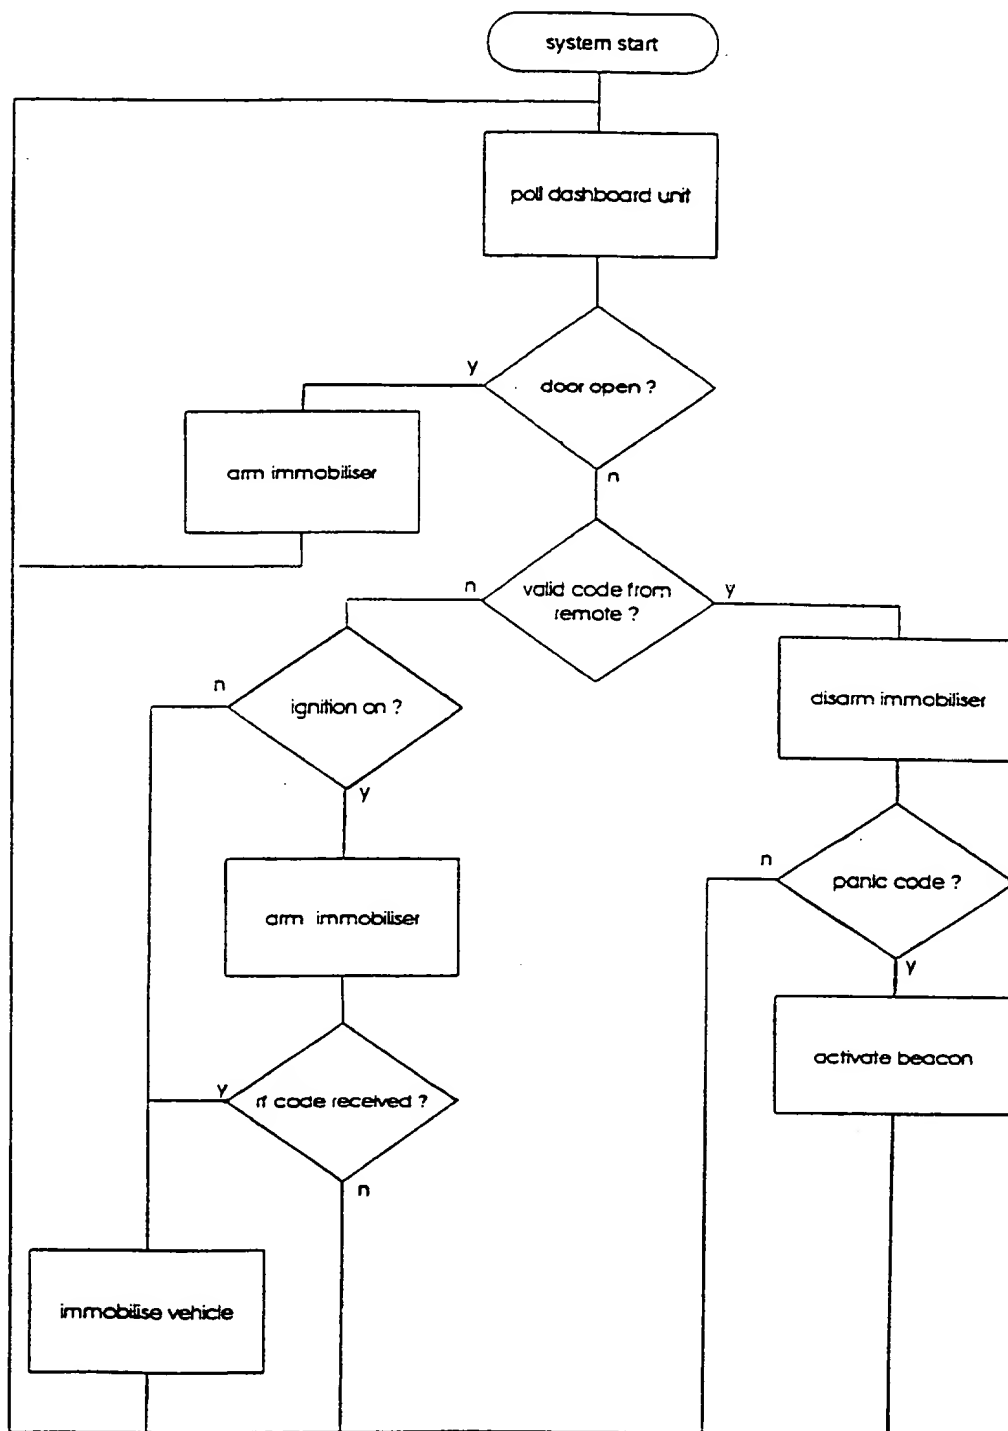 system start
poll dashboard unit
y
door open ?
arm immobiliser
n
n
valid code from
remote ?
y
n
ignition on ?
disarm immobiliser
y
n
panic code ?
arm immobiliser
y
activate beacon
y
rf code received ?
n
immobilise vehicle